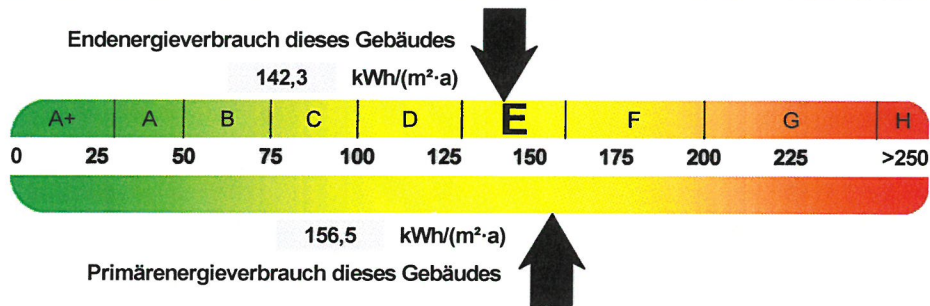 Endenergieverbrauch dieses Gebäudes
142,3 kWh/(m²·a)
A+ A B C D E F G H
0 25 50 75 100 125 150 175 200 225 >250
156,5 kWh/(m²·a)
Primärenergieverbrauch dieses Gebäudes